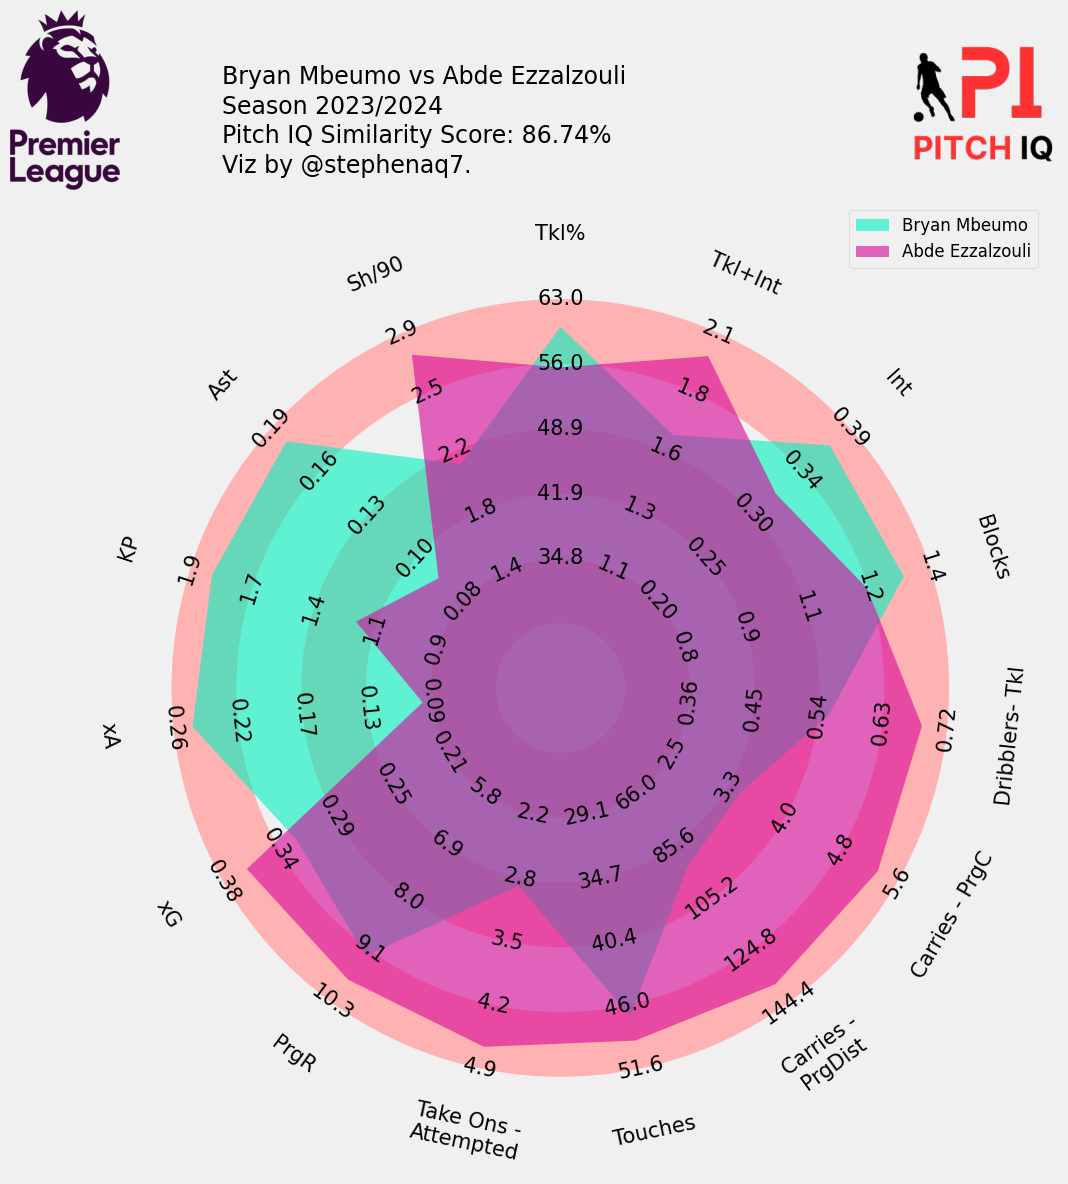 Premier
League
Bryan Mbeumo vs Abde Ezzalzouli
Season 2023/2024
Pitch IQ Similarity Score: 86.74%
Viz by @stephenaq7.
PI
PITCH IQ
Bryan Mbeumo
Abde Ezzalzouli
Tkl%
34.8
41.9
48.9
56.0
63.0
Tkl+Int
1.1
1.3
1.6
1.8
2.1
Int
0.20
0.25
0.30
0.34
0.39
Blocks
0.8
0.9
1.1
1.2
1.4
Dribblers- Tkl
0.36
0.45
0.54
0.63
0.72
Carries - PrgC
2.5
3.3
4.0
4.8
5.6
Carries -
PrgDist
66.0
85.6
105.2
124.8
144.4
Touches
29.1
34.7
40.4
46.0
51.6
Take Ons -
Attempted
2.2
2.8
3.5
4.2
4.9
PrgR
5.8
6.9
8.0
9.1
10.3
xG
0.21
0.25
0.29
0.34
0.38
xA
0.09
0.13
0.17
0.22
0.26
KP
0.9
1.1
1.4
1.7
1.9
Ast
0.08
0.10
0.13
0.16
0.19
Sh/90
1.4
1.8
2.2
2.5
2.9